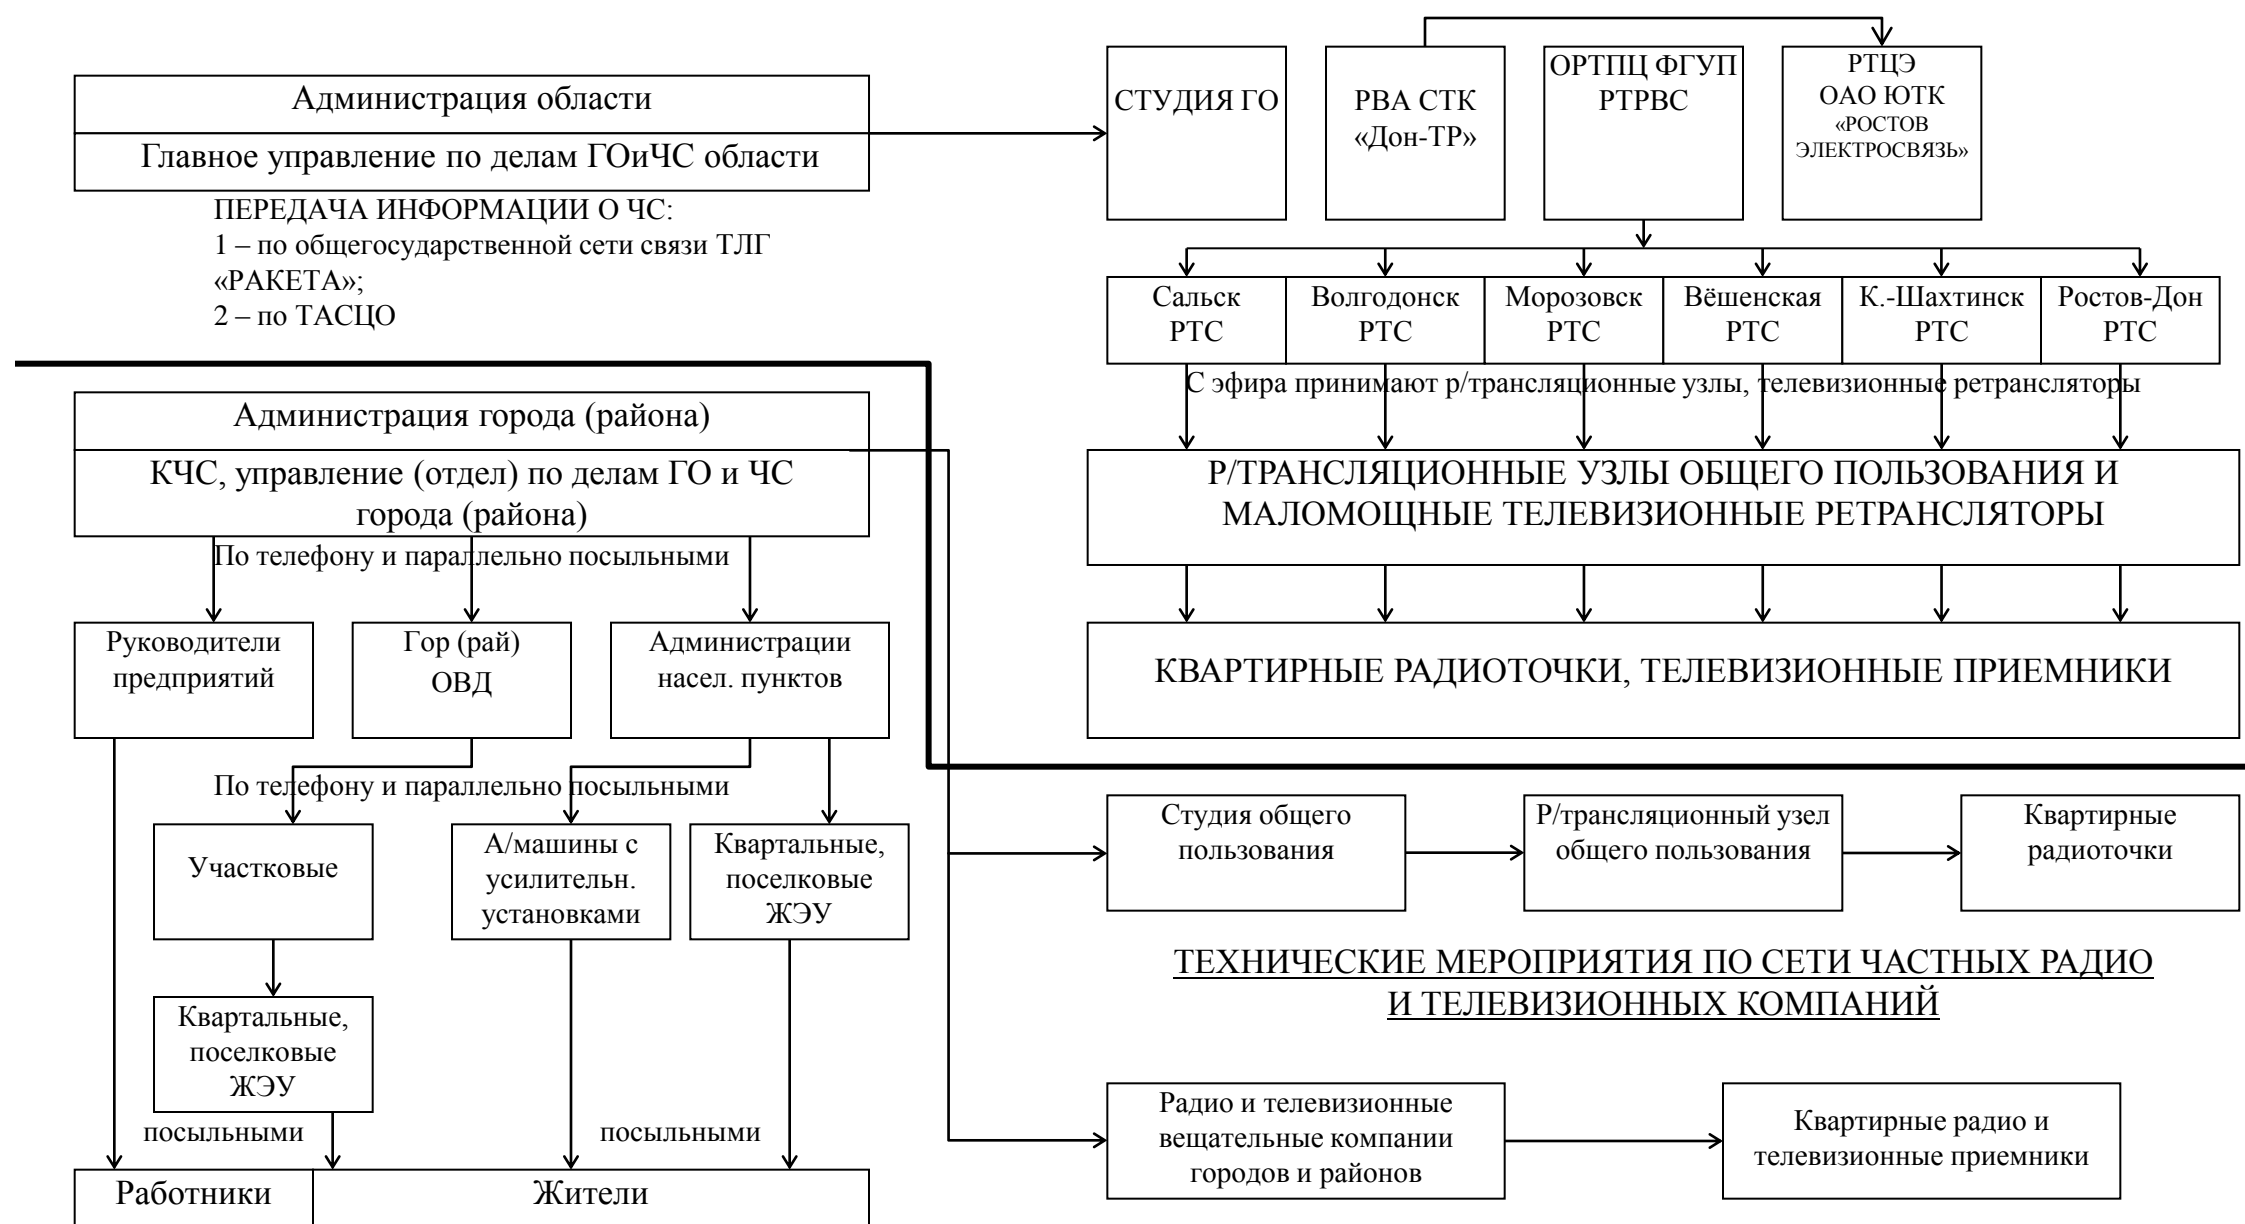 Администрация области
Главное управление по делам ГОиЧС области
ПЕРЕДАЧА ИНФОРМАЦИИ О ЧС:
1 – по общегосударственной сети связи ТЛГ
«РАКЕТА»;
2 – по ТАСЦО
СТУДИЯ ГО
РВА СТК
«Дон-ТР»
ОРТПЦ ФГУП
РТРВС
РТЦЭ
ОАО ЮТК
«РОСТОВ
ЭЛЕКТРОСВЯЗЬ»
Сальск
РТС
Волгодонск
РТС
Морозовск
РТС
Вёшенская
РТС
К.-Шахтинск
РТС
Ростов-Дон
РТС
С эфира принимают р/трансляционные узлы, телевизионные ретрансляторы
Р/ТРАНСЛЯЦИОННЫЕ УЗЛЫ ОБЩЕГО ПОЛЬЗОВАНИЯ И
МАЛОМОЩНЫЕ ТЕЛЕВИЗИОННЫЕ РЕТРАНСЛЯТОРЫ
КВАРТИРНЫЕ РАДИОТОЧКИ, ТЕЛЕВИЗИОННЫЕ ПРИЕМНИКИ
Администрация города (района)
КЧС, управление (отдел) по делам ГО и ЧС
города (района)
По телефону и параллельно посыльными
Руководители
предприятий
Гор (рай)
ОВД
Администрации
насел. пунктов
По телефону и параллельно посыльными
Участковые
А/машины с
усилительн.
установками
Квартальные,
поселковые
ЖЭУ
Квартальные,
поселковые
ЖЭУ
посыльными
посыльными
Работники
Жители
Студия общего
пользования
Р/трансляционный узел
общего пользования
Квартирные
радиоточки
ТЕХНИЧЕСКИЕ МЕРОПРИЯТИЯ ПО СЕТИ ЧАСТНЫХ РАДИО
И ТЕЛЕВИЗИОННЫХ КОМПАНИЙ
Радио и телевизионные
вещательные компании
городов и районов
Квартирные радио и
телевизионные приемники